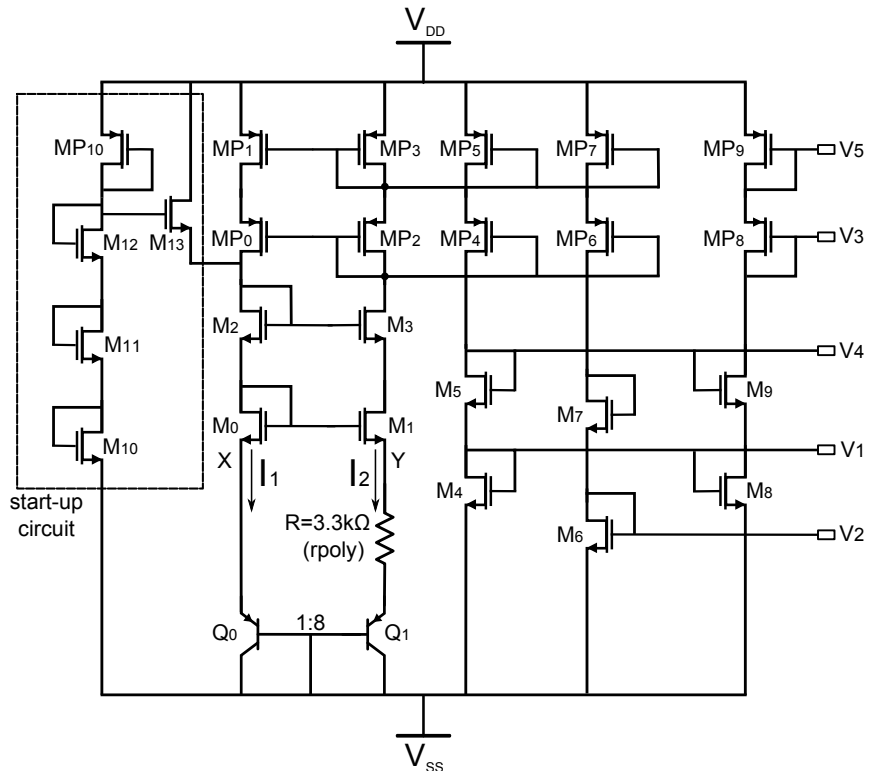 VDD
MP10
MP1
MP3
MP5
MP7
MP9
V5
M12
M13
MP0
MP2
MP4
MP6
MP8
V3
M11
M2
M3
V4
M5
M7
M9
M10
M0
M1
V1
X
I1
I2
Y
M4
M8
start-up
circuit
R=3.3kΩ
(rpoly)
M6
V2
Q0
1:8
Q1
VSS